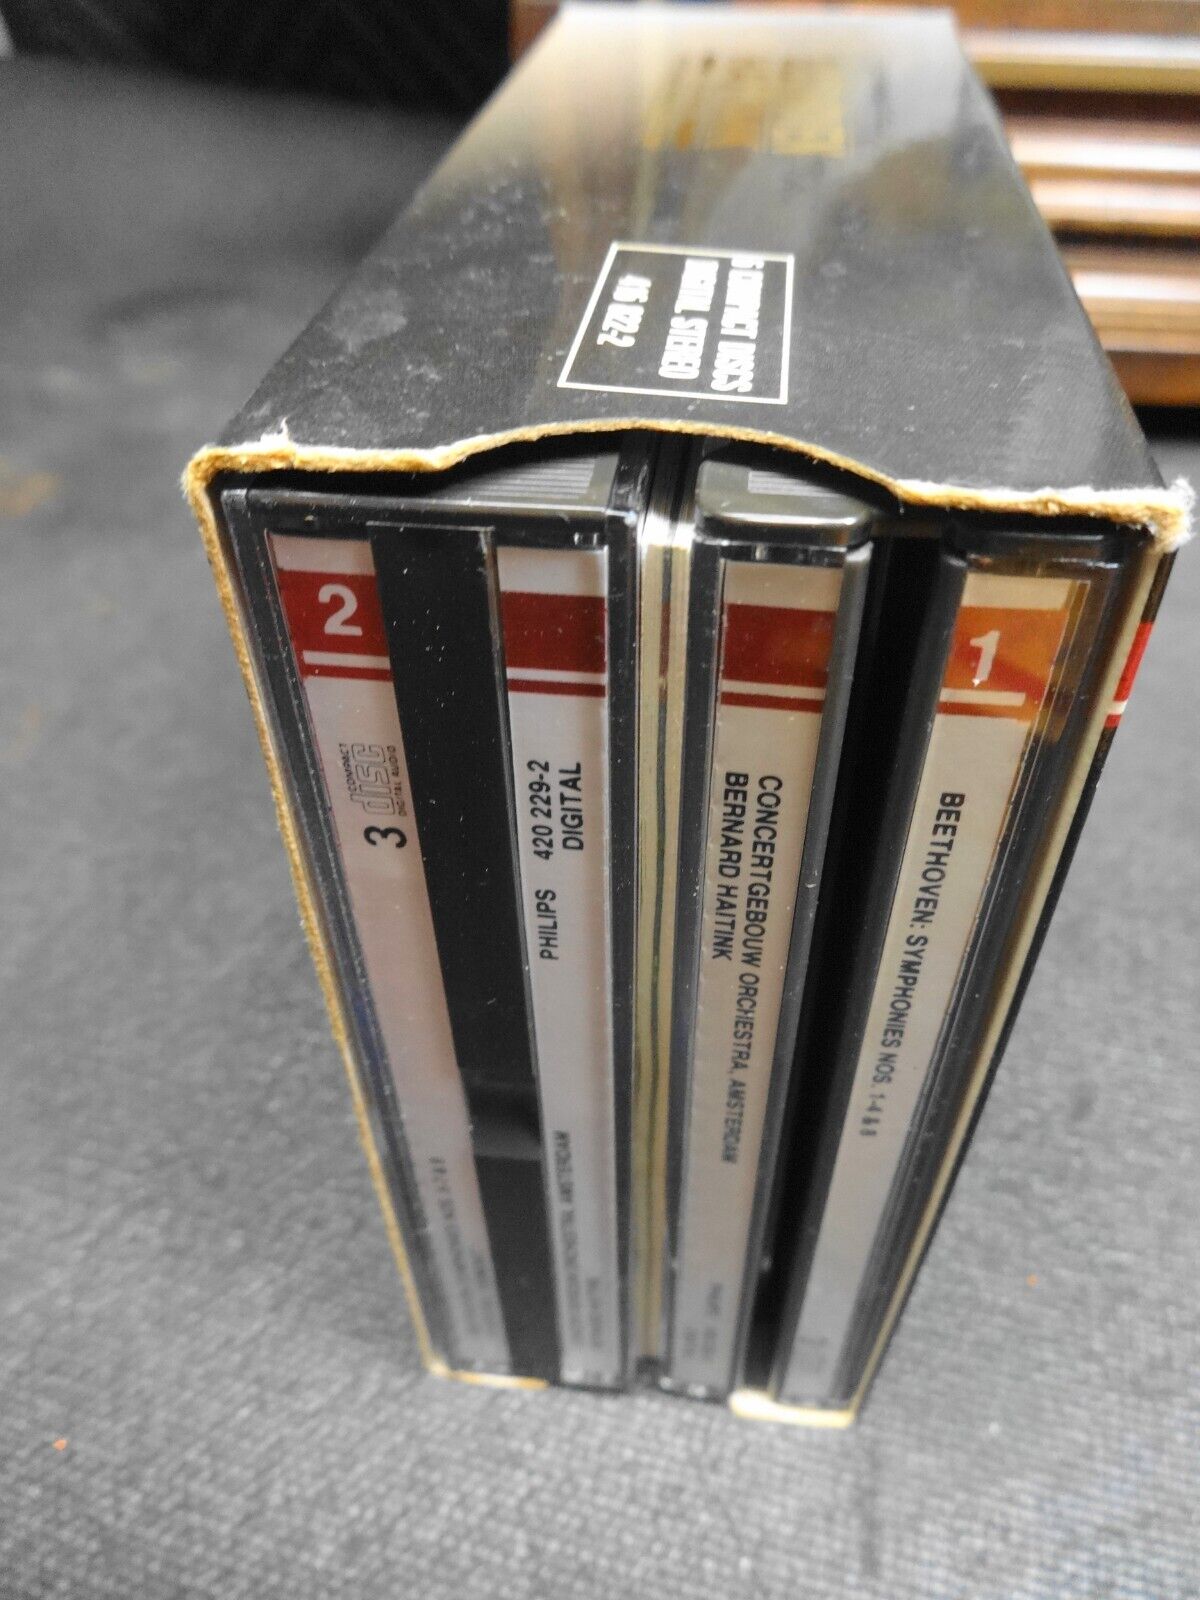 6 COMPACT DISCS
DIGITAL STEREO
416 822-2
2
3
COMPACT
disc
DIGITAL AUDIO
PHILIPS 420 229-2
DIGITAL
CONCERTGEBOUW ORCHESTRA, AMSTERDAM
BERNARD HAITINK
1
BEETHOVEN: SYMPHONIES NOS. 1-4 & 8